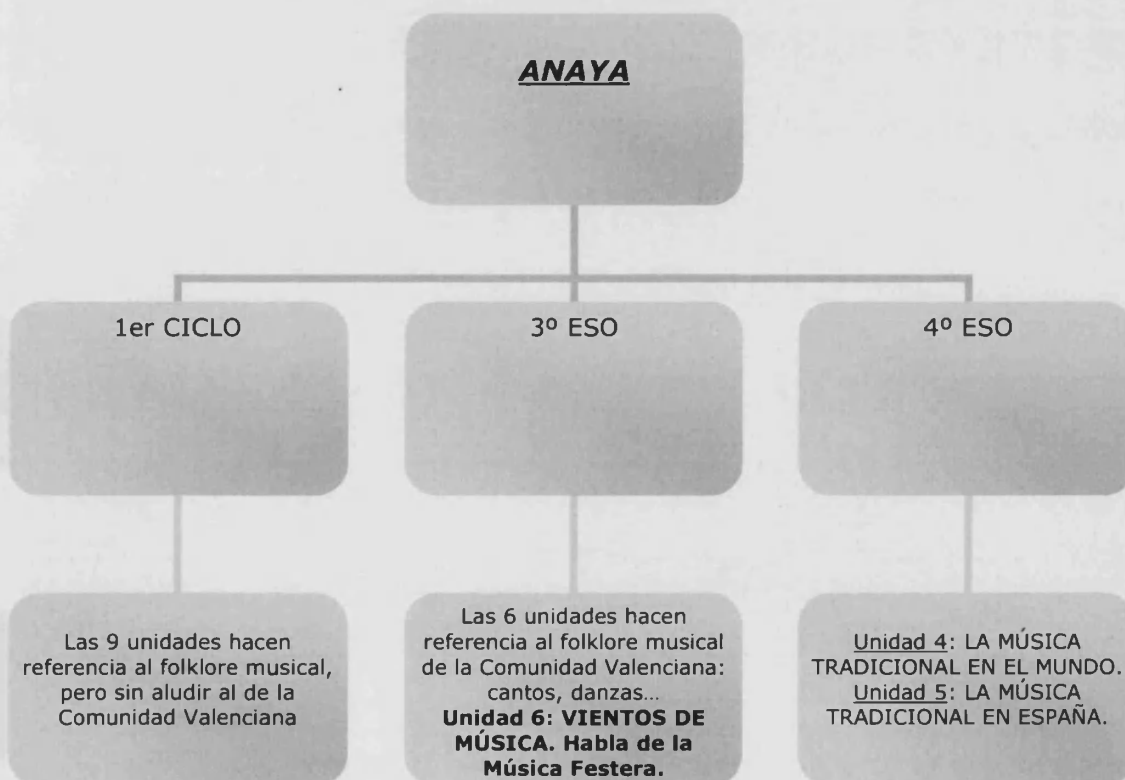 ANAYA
1er CICLO
3º ESO
4º ESO
Las 9 unidades hacen
referencia al folklore musical,
pero sin aludir al de la
Comunidad Valenciana
Las 6 unidades hacen
referencia al folklore musical
de la Comunidad Valenciana:
cantos, danzas...
Unidad 6: VIENTOS DE
MÚSICA. Habla de la
Música Festera.
Unidad 4: LA MÚSICA
TRADICIONAL EN EL MUNDO.
Unidad 5: LA MÚSICA
TRADICIONAL EN ESPAÑA.